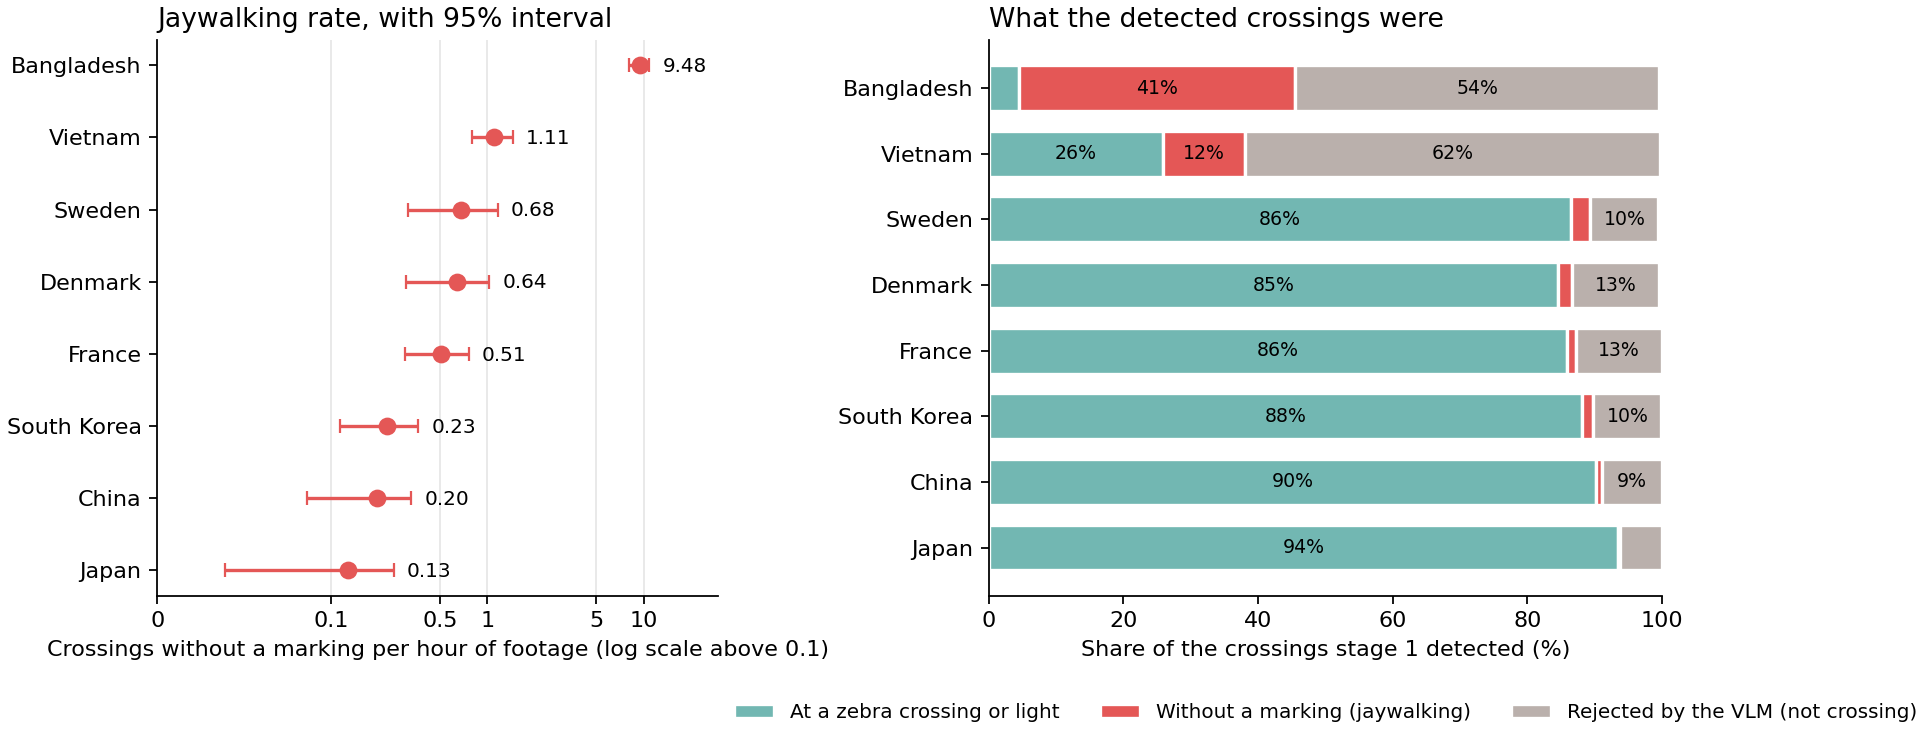 Jaywalking rate, with 95% interval
Bangladesh
9.48
Vietnam
1.11
Sweden
0.68
Denmark
0.64
France
0.51
South Korea
0.23
China
0.20
Japan
0.13
0 0.1 0.5 1 5 10
Crossings without a marking per hour of footage (log scale above 0.1)
What the detected crossings were
Bangladesh 41% 54%
Vietnam 26% 12% 62%
Sweden 86% 10%
Denmark 85% 13%
France 86% 13%
South Korea 88% 10%
China 90% 9%
Japan 94%
0 20 40 60 80 100
Share of the crossings stage 1 detected (%)
At a zebra crossing or light
Without a marking (jaywalking)
Rejected by the VLM (not crossing)